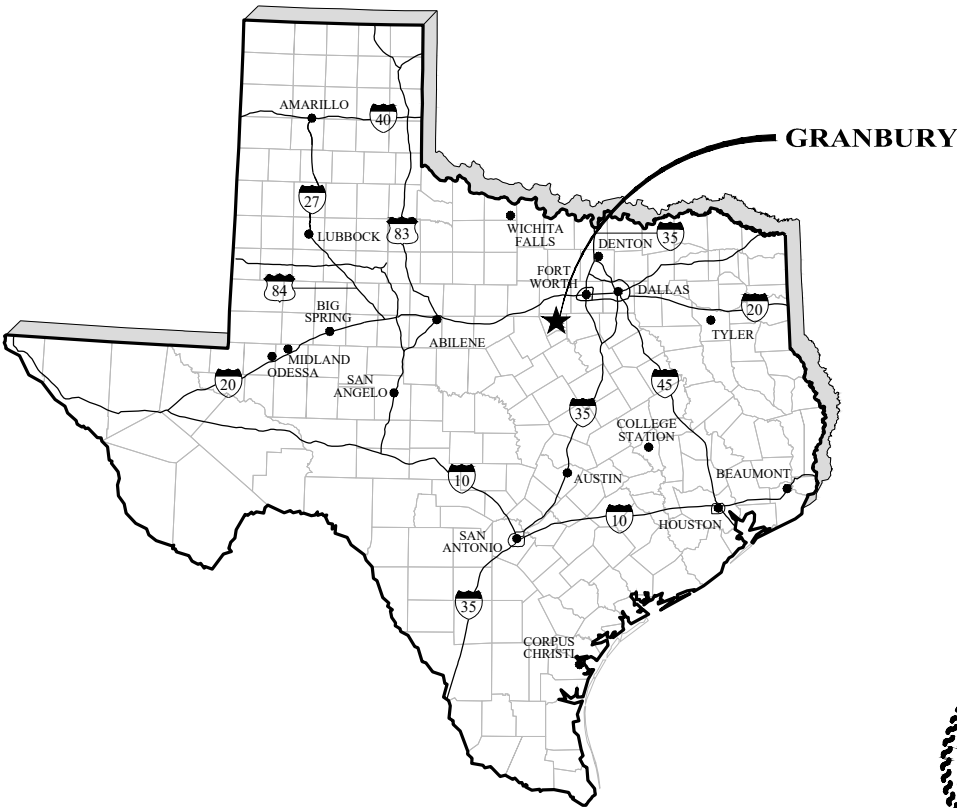 AMARILLO
40
GRANBURY
27
WICHITA
FALLS
83
35
LUBBOCK
DENTON
FORT
WORTH
84
DALLAS
BIG
SPRING
20
TYLER
ABILENE
MIDLAND
ODESSA
20
SAN
ANGELO
45
35
COLLEGE
STATION
BEAUMONT
10
AUSTIN
10
HOUSTON
SAN
ANTONIO
35
CORPUS
CHRISTI